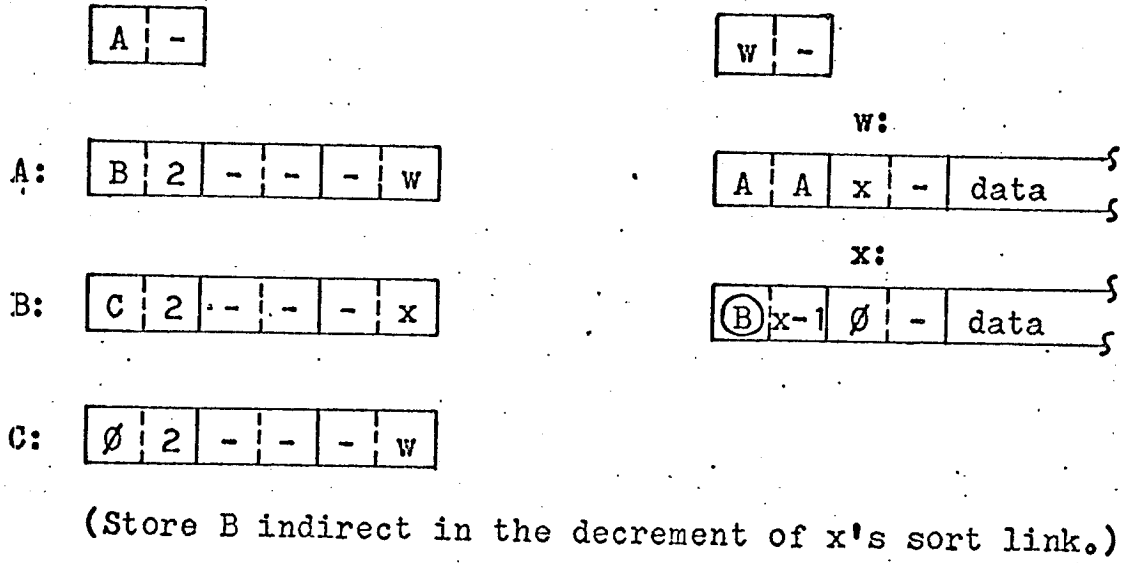 A - w -
w:
A: B 2 - - - w A A x - data
x:
B: C 2 - - - x B x-1 Ø - data
C: Ø 2 - - - w
(Store B indirect in the decrement of x's sort link.)